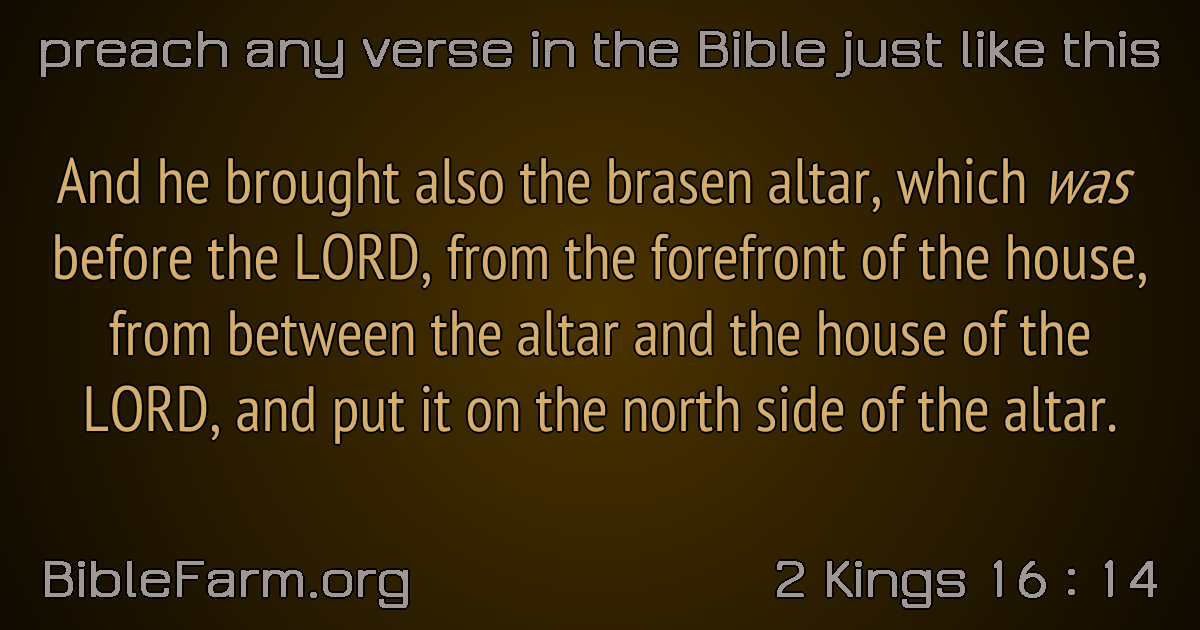 preach any verse in the Bible just like this
And he brought also the brasen altar, which was
before the LORD, from the forefront of the house,
from between the altar and the house of the
LORD, and put it on the north side of the altar.
BibleFarm.org
2 Kings 16 : 14